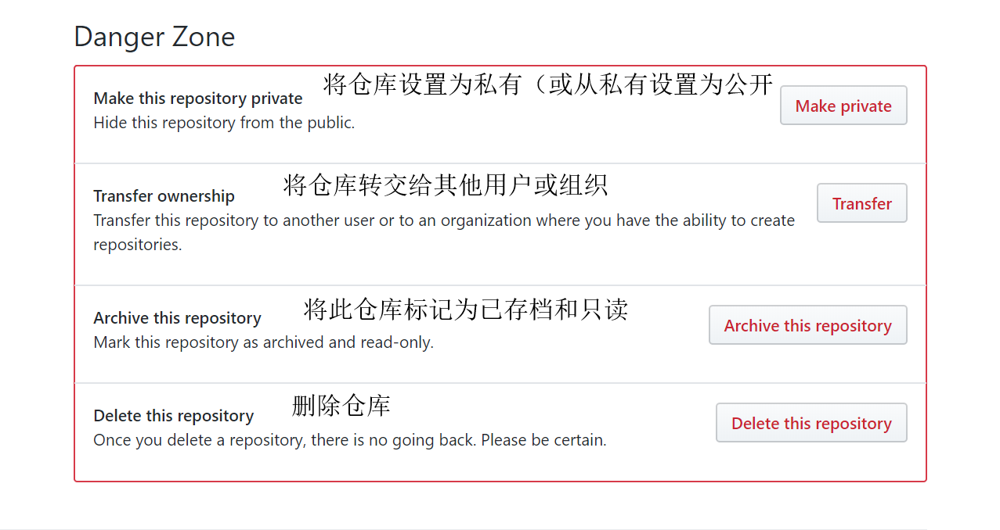 Danger Zone
将仓库设置为私有（或从私有设置为公开
Make this repository private
Make private
Hide this repository from the public.
将仓库转交给其他用户或组织
Transfer ownership
Transfer
Transfer this repository to another user or to an organization where you have the ability to create
repositories.
将此仓库标记为已存档和只读
Archive this repository
Archive this repository
Mark this repository as archived and read-only.
删除仓库
Delete this repository
Delete this repository
Once you delete a repository, there is no going back. Please be certain.